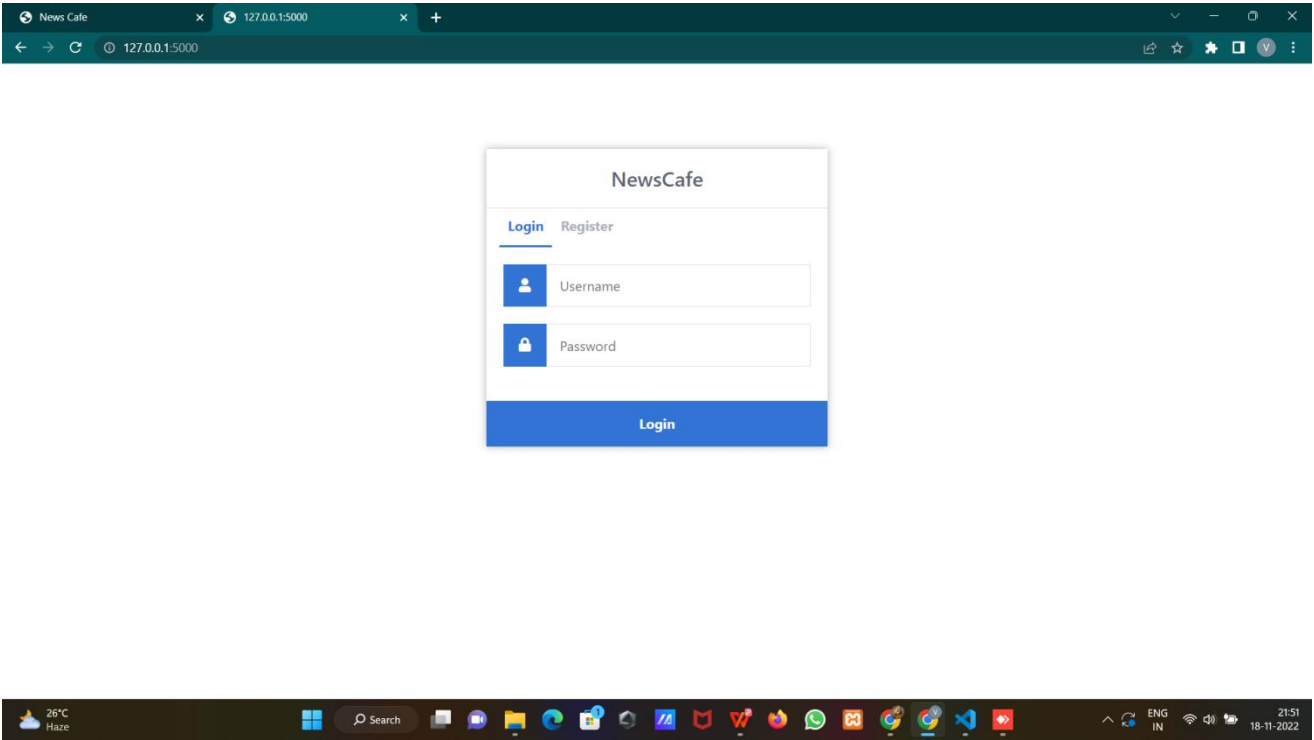 News Cafe
127.0.0.1:5000
127.0.0.1:5000
V
NewsCafe
Login Register
Username
Password
Login
26°C
Haze
Search
ENG
IN
21:51
18-11-2022